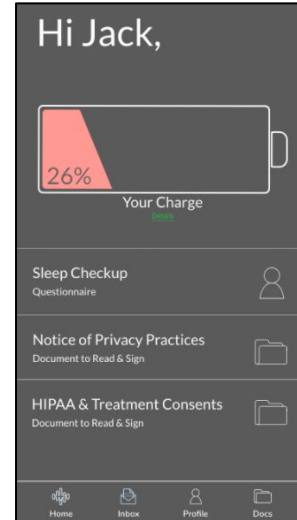 Hi Jack,
26%
Your Charge
Details
Sleep Checkup
Questionnaire
Notice of Privacy Practices
Document to Read & Sign
HIPAA & Treatment Consents
Document to Read & Sign
Home Inbox Profile Docs